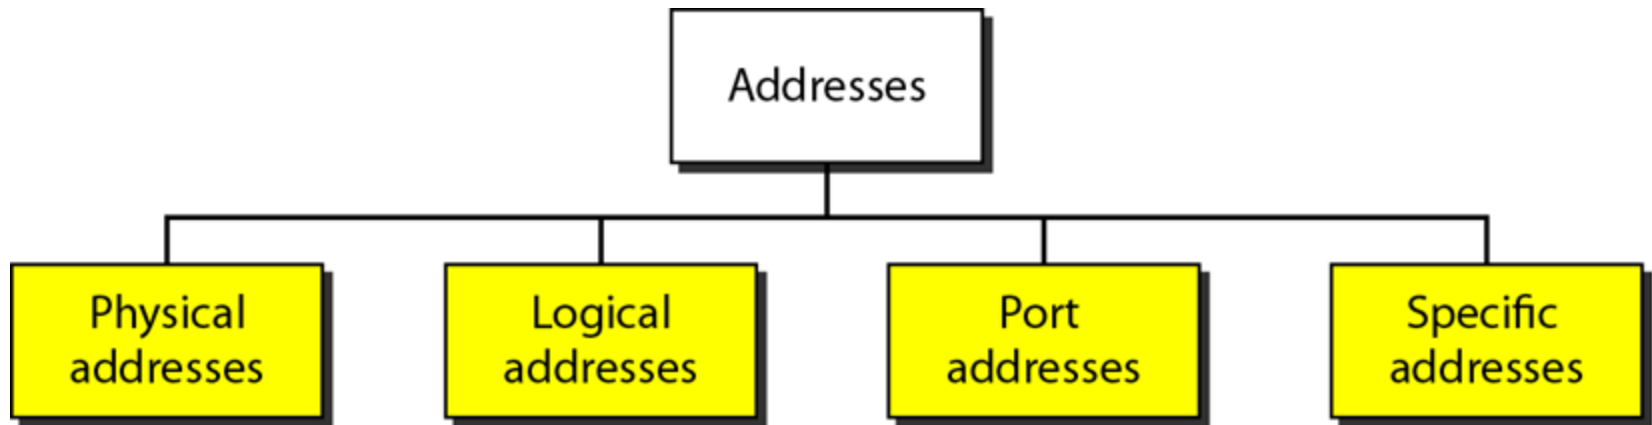 Addresses
Physical
addresses
Logical
addresses
Port
addresses
Specific
addresses